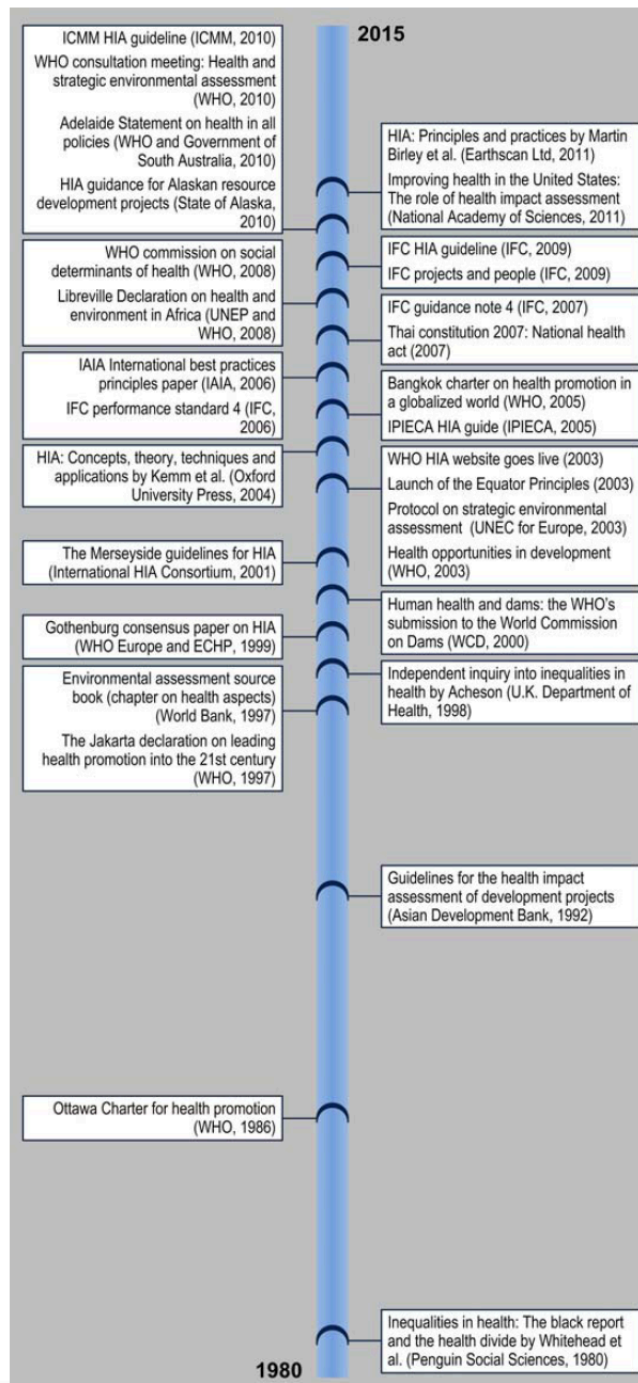 2015
ICMM HIA guideline (ICMM, 2010)
WHO consultation meeting: Health and
strategic environmental assessment
(WHO, 2010)
Adelaide Statement on health in all
policies (WHO and Government of
South Australia, 2010)
HIA guidance for Alaskan resource
development projects (State of Alaska,
2010)
HIA: Principles and practices by Martin
Birley et al. (Earthscan Ltd, 2011)
Improving health in the United States:
The role of health impact assessment
(National Academy of Sciences, 2011)
WHO commission on social
determinants of health (WHO, 2008)
Libreville Declaration on health and
environment in Africa (UNEP and
WHO, 2008)
IFC HIA guideline (IFC, 2009)
IFC projects and people (IFC, 2009)
IFC guidance note 4 (IFC, 2007)
Thai constitution 2007: National health
act (2007)
IAIA International best practices
principles paper (IAIA, 2006)
IFC performance standard 4 (IFC,
2006)
Bangkok charter on health promotion in
a globalized world (WHO, 2005)
IPIECA HIA guide (IPIECA, 2005)
HIA: Concepts, theory, techniques and
applications by Kemm et al. (Oxford
University Press, 2004)
WHO HIA website goes live (2003)
Launch of the Equator Principles (2003)
Protocol on strategic environmental
assessment (UNEC for Europe, 2003)
Health opportunities in development
(WHO, 2003)
The Merseyside guidelines for HIA
(International HIA Consortium, 2001)
Human health and dams: the WHO's
submission to the World Commission
on Dams (WCD, 2000)
Gothenburg consensus paper on HIA
(WHO Europe and ECHP, 1999)
Independent inquiry into inequalities in
health by Acheson (U.K. Department of
Health, 1998)
Environmental assessment source
book (chapter on health aspects)
(World Bank, 1997)
The Jakarta declaration on leading
health promotion into the 21st century
(WHO, 1997)
Guidelines for the health impact
assessment of development projects
(Asian Development Bank, 1992)
Ottawa Charter for health promotion
(WHO, 1986)
Inequalities in health: The black report
and the health divide by Whitehead et
al. (Penguin Social Sciences, 1980)
1980